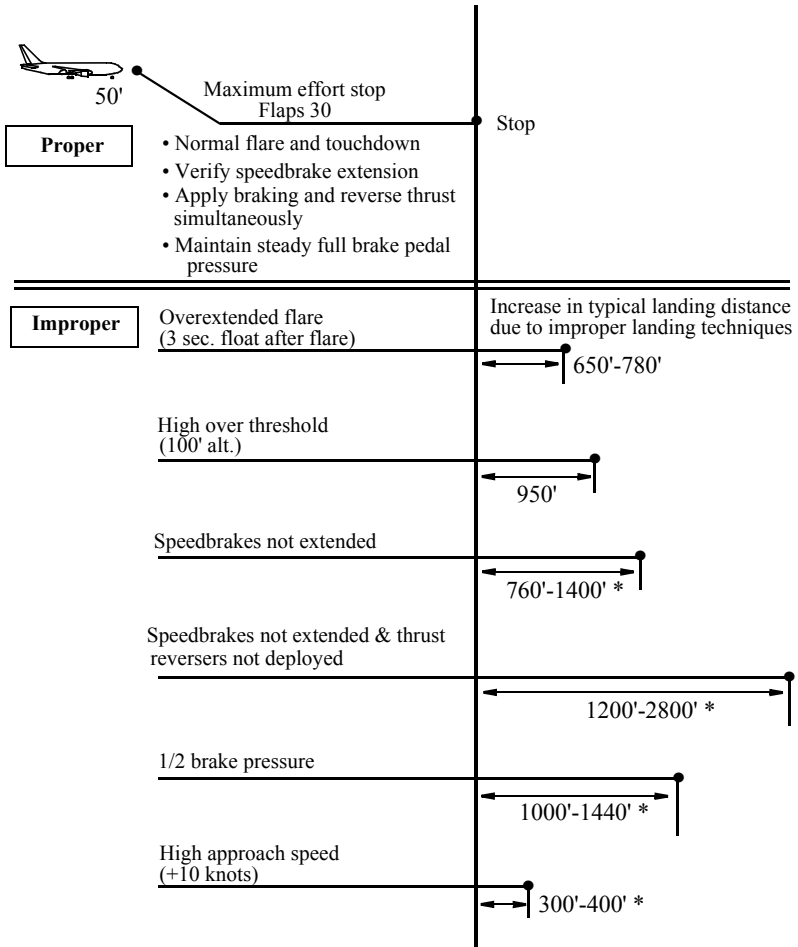 50'
Maximum effort stop
Flaps 30
Stop
Proper
• Normal flare and touchdown
• Verify speedbrake extension
• Apply braking and reverse thrust
simultaneously
• Maintain steady full brake pedal
pressure
Improper
Overextended flare
(3 sec. float after flare)
Increase in typical landing distance
due to improper landing techniques
650'-780'
High over threshold
(100' alt.)
950'
Speedbrakes not extended
760'-1400' *
Speedbrakes not extended & thrust
reversers not deployed
1200'-2800' *
1/2 brake pressure
1000'-1440' *
High approach speed
(+10 knots)
300'-400' *